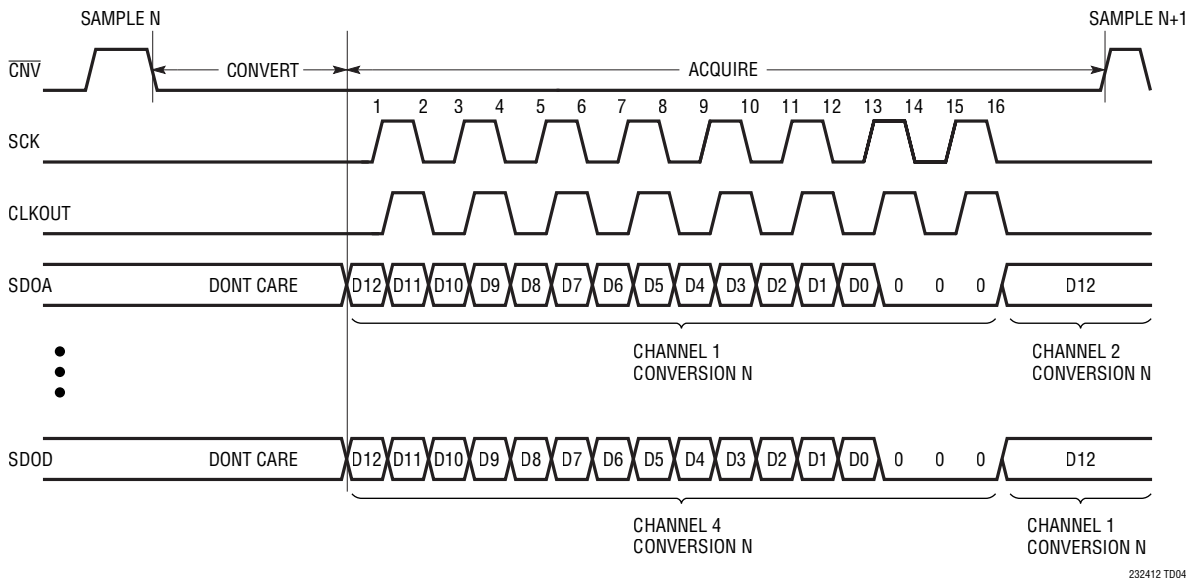 SAMPLE N
SAMPLE N+1
CNV
CONVERT
ACQUIRE
1 2 3 4 5 6 7 8 9 10 11 12 13 14 15 16
SCK
CLKOUT
SDOA
DONT CARE
D12 D11 D10 D9 D8 D7 D6 D5 D4 D3 D2 D1 D0 0 0 0
D12
CHANNEL 1
CONVERSION N
CHANNEL 2
CONVERSION N
SDOD
DONT CARE
D12 D11 D10 D9 D8 D7 D6 D5 D4 D3 D2 D1 D0 0 0 0
D12
CHANNEL 4
CONVERSION N
CHANNEL 1
CONVERSION N
232412 TD04